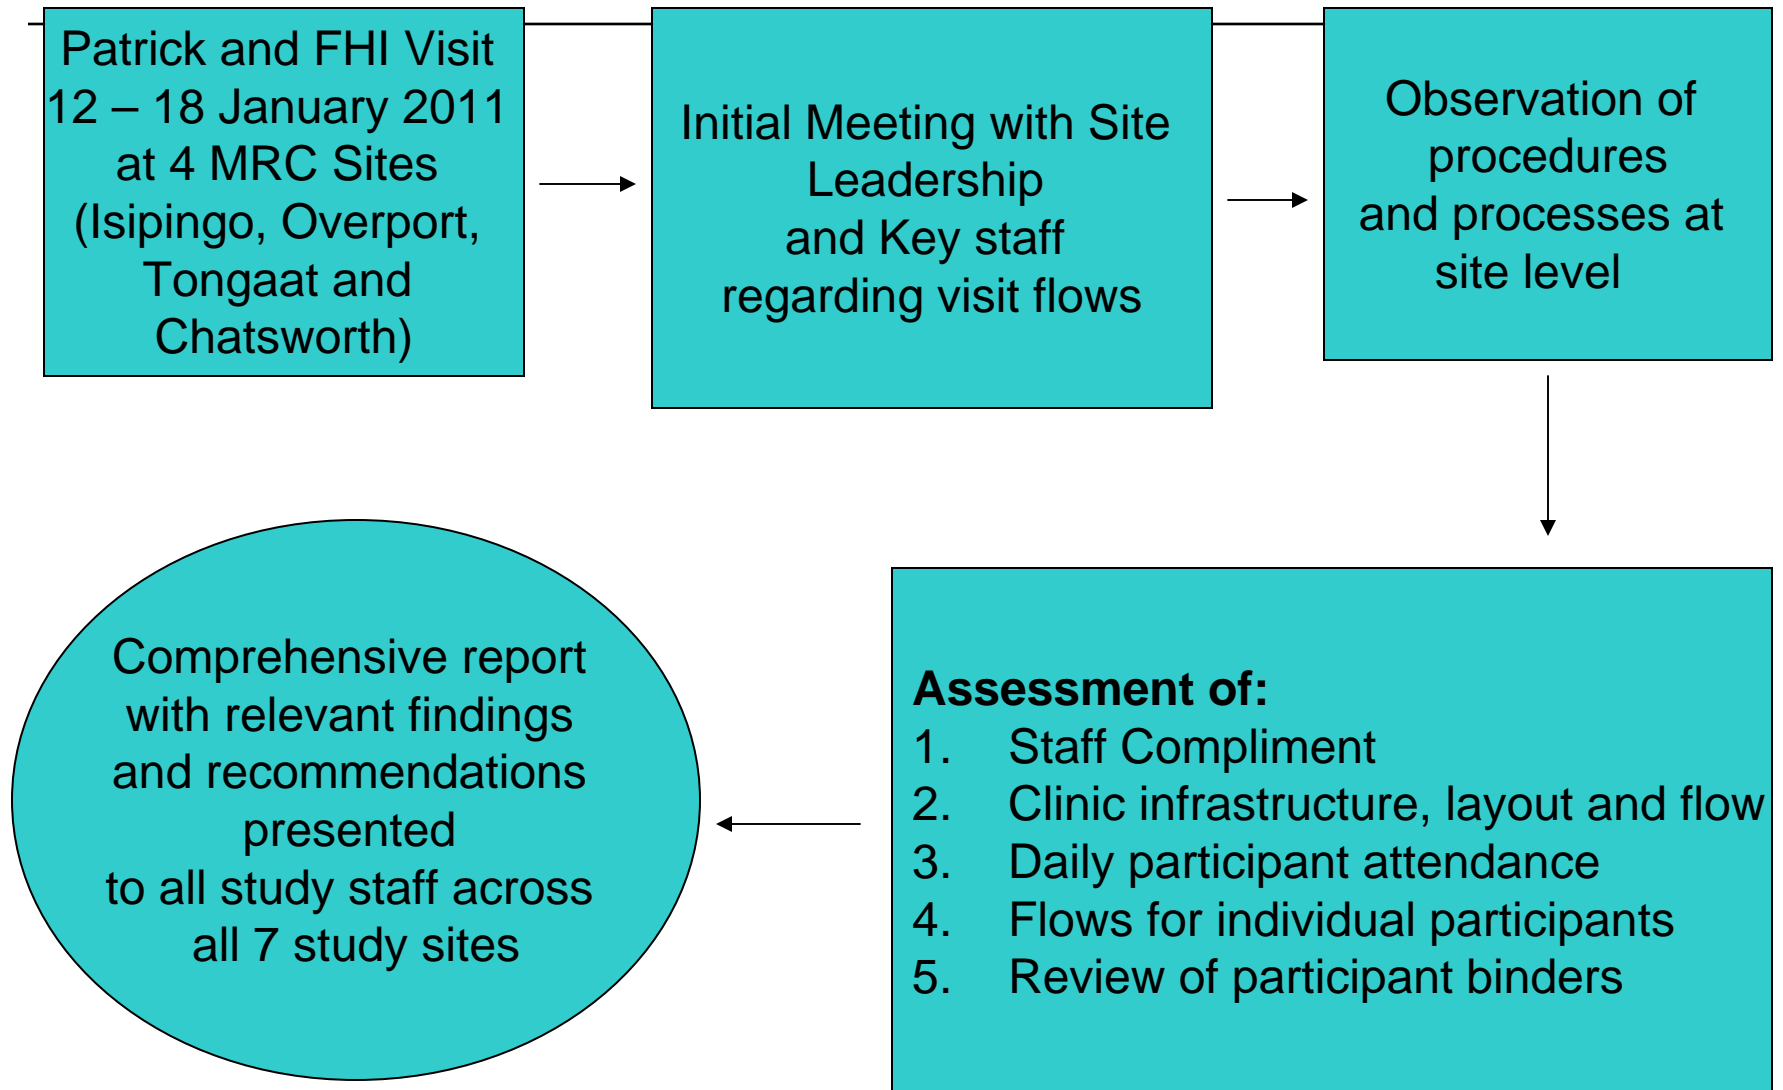 Patrick and FHI Visit
12 – 18 January 2011
at 4 MRC Sites
(Isipingo, Overport,
Tongaat and
Chatsworth)
Initial Meeting with Site
Leadership
and Key staff
regarding visit flows
Observation of
procedures
and processes at
site level
Assessment of:
1. Staff Compliment
2. Clinic infrastructure, layout and flow
3. Daily participant attendance
4. Flows for individual participants
5. Review of participant binders
Comprehensive report
with relevant findings
and recommendations
presented
to all study staff across
all 7 study sites